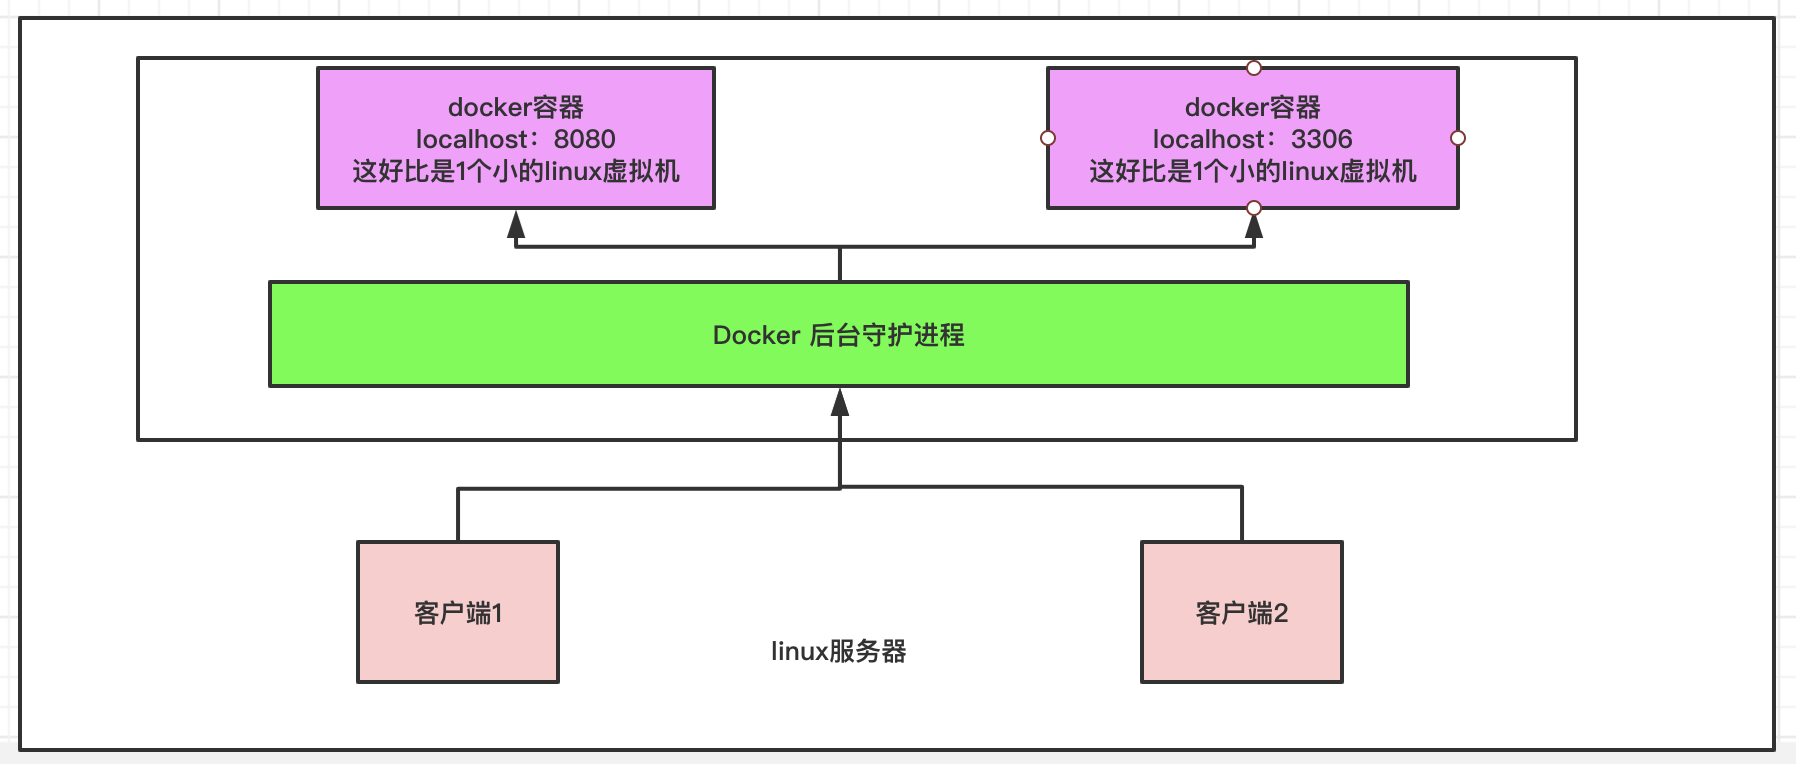 docker容器
localhost：8080
这好比是1个小的linux虚拟机
docker容器
localhost：3306
这好比是1个小的linux虚拟机
Docker 后台守护进程
客户端1
客户端2
linux服务器